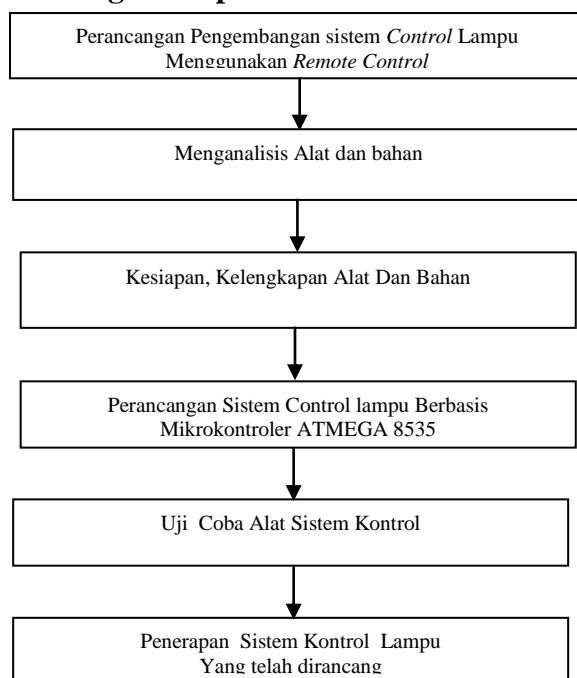 Perancangan Pengembangan sistem Control Lampu
Menggunakan Remote Control
Menganalisis Alat dan bahan
Kesiapan, Kelengkapan Alat Dan Bahan
Perancangan Sistem Control lampu Berbasis
Mikrokontroler ATMEGA 8535
Uji Coba Alat Sistem Kontrol
Penerapan Sistem Kontrol Lampu
Yang telah dirancang